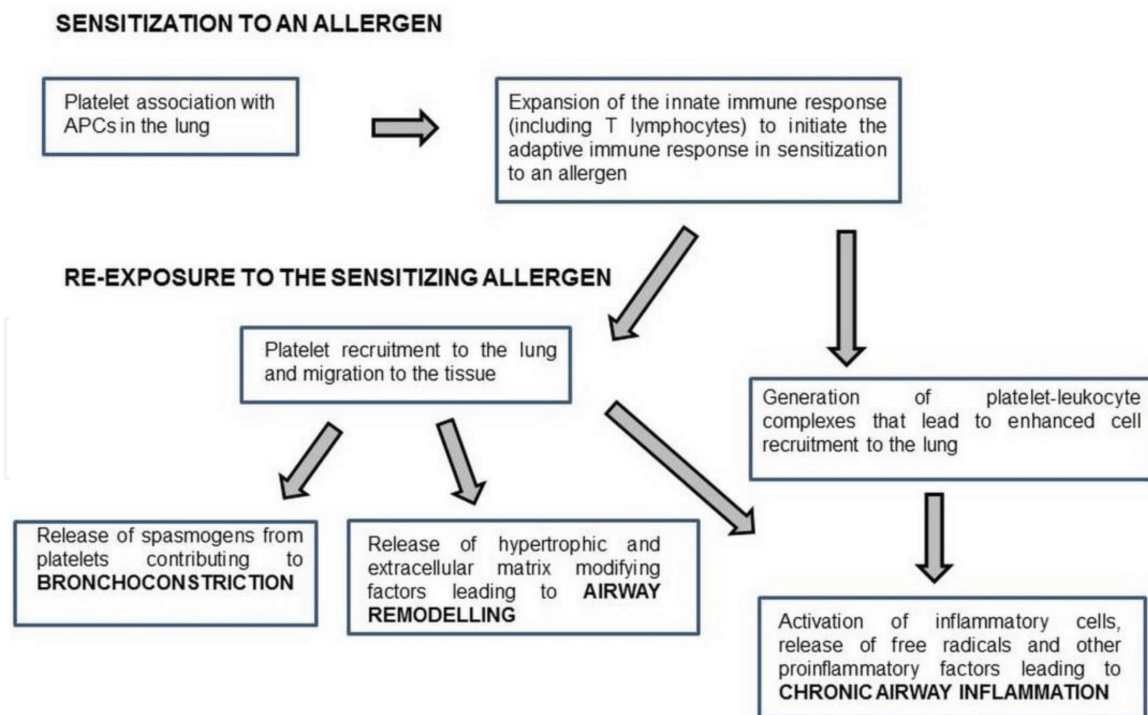 SENSITIZATION TO AN ALLERGEN
Platelet association with
APCs in the lung
Expansion of the innate immune response
(including T lymphocytes) to initiate the
adaptive immune response in sensitization
to an allergen
RE-EXPOSURE TO THE SENSITIZING ALLERGEN
Platelet recruitment to the lung
and migration to the tissue
Generation of platelet-leukocyte
complexes that lead to enhanced cell
recruitment to the lung
Release of spasmogens from
platelets contributing to
BRONCHOCONSTRICTION
Release of hypertrophic and
extracellular matrix modifying
factors leading to AIRWAY
REMODELLING
Activation of inflammatory cells,
release of free radicals and other
proinflammatory factors leading to
CHRONIC AIRWAY INFLAMMATION